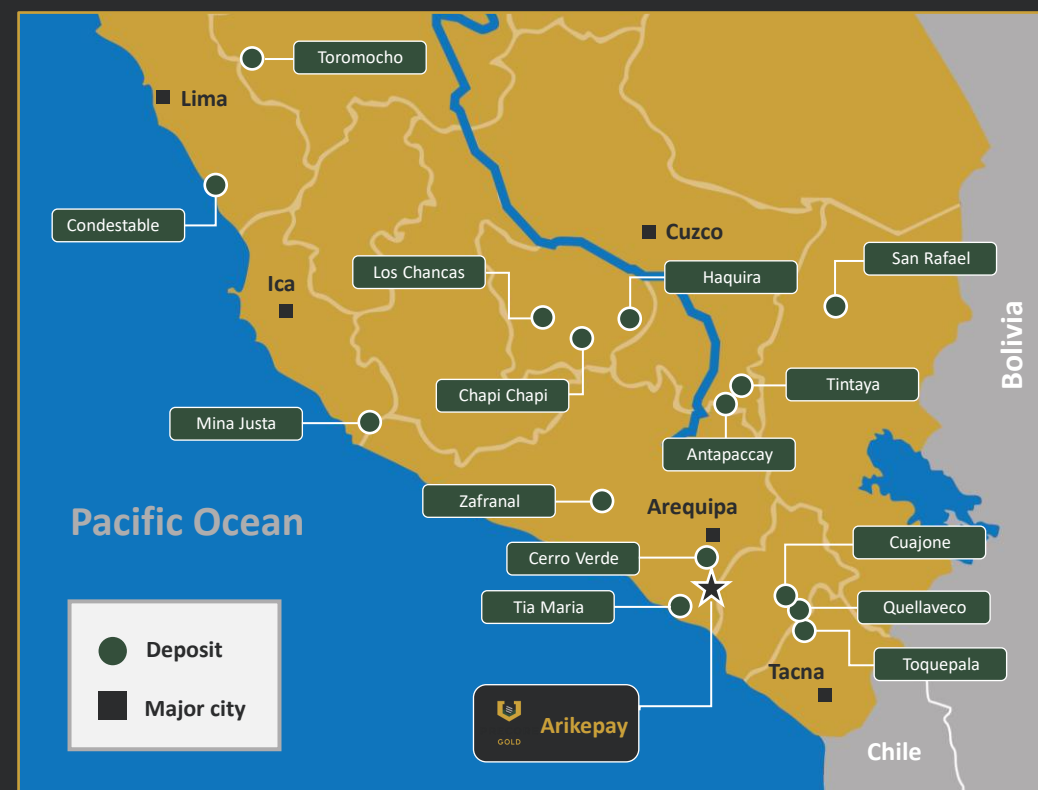 Toromocho
Lima
Condestable
Cuzco
San Rafael
Los Chancas
Haquira
Ica
Bolivia
Tintaya
Chapi Chapi
Mina Justa
Antapaccay
Zafranal
Arequipa
Pacific Ocean
Cuajone
Cerro Verde
Tia Maria
Quellaveco
Deposit
Toquepala
Tacna
Major city
Arikepay
GOLD
Chile